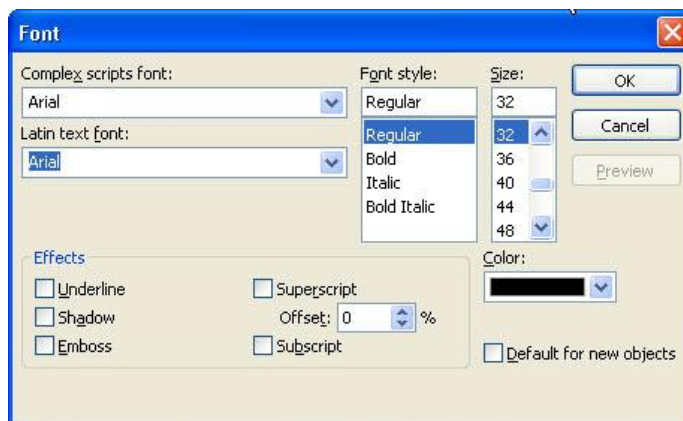 Font
Complex scripts font:
Arial
Latin text font:
Arial
Font style:
Regular
Regular
Bold
Italic
Bold Italic
Size:
32
32
36
40
44
48
OK
Cancel
Preview
Effects
Underline
Shadow
Emboss
Superscript
Offset: 0 %
Subscript
Color:
Default for new objects